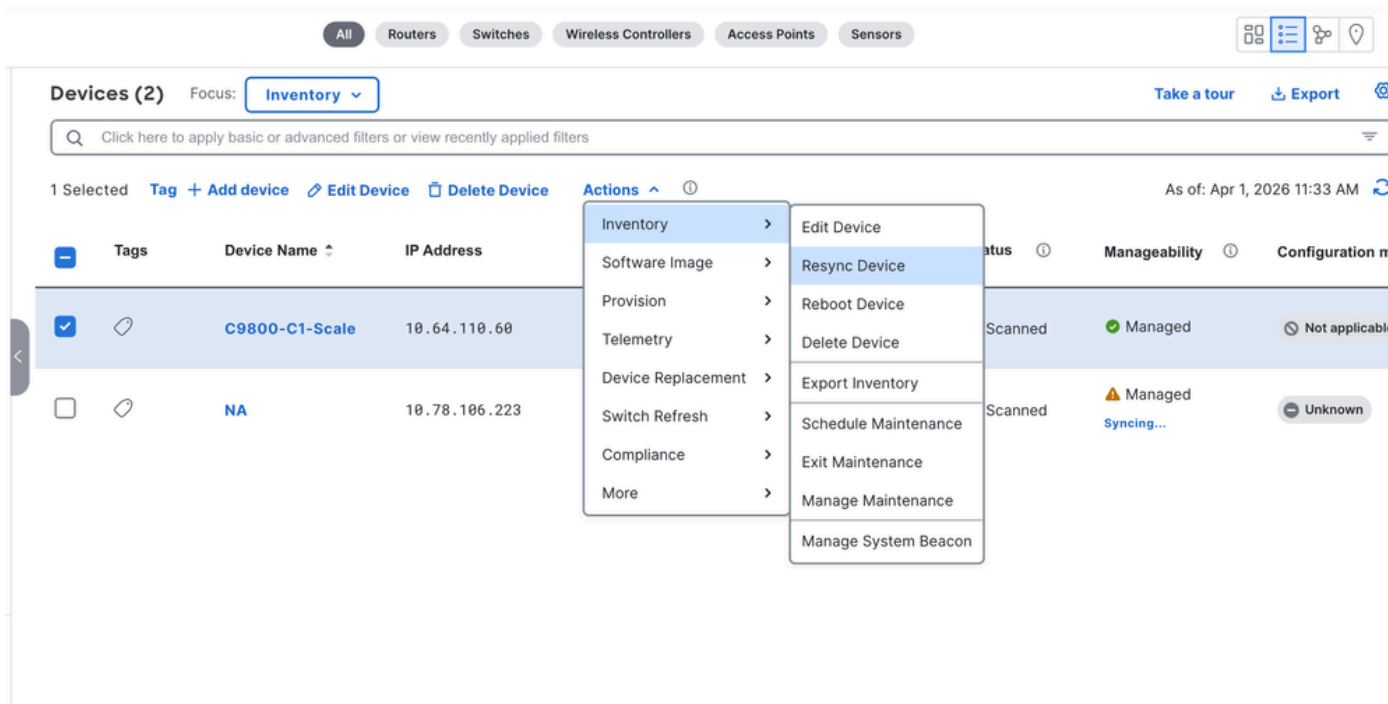 All Routers Switches Wireless Controllers Access Points Sensors
Devices (2) Focus: Inventory Take a tour Export
Click here to apply basic or advanced filters or view recently applied filters
1 Selected Tag + Add device Edit Device Delete Device Actions As of: Apr 1, 2026 11:33 AM
Tags Device Name IP Address atus Manageability Configuration m
C9800-C1-Scale 10.64.110.60 Scanned Managed Not applicable
NA 10.78.106.223 Scanned Managed Unknown
Syncing...
Inventory
Software Image
Provision
Telemetry
Device Replacement
Switch Refresh
Compliance
More
Edit Device
Resync Device
Reboot Device
Delete Device
Export Inventory
Schedule Maintenance
Exit Maintenance
Manage Maintenance
Manage System Beacon